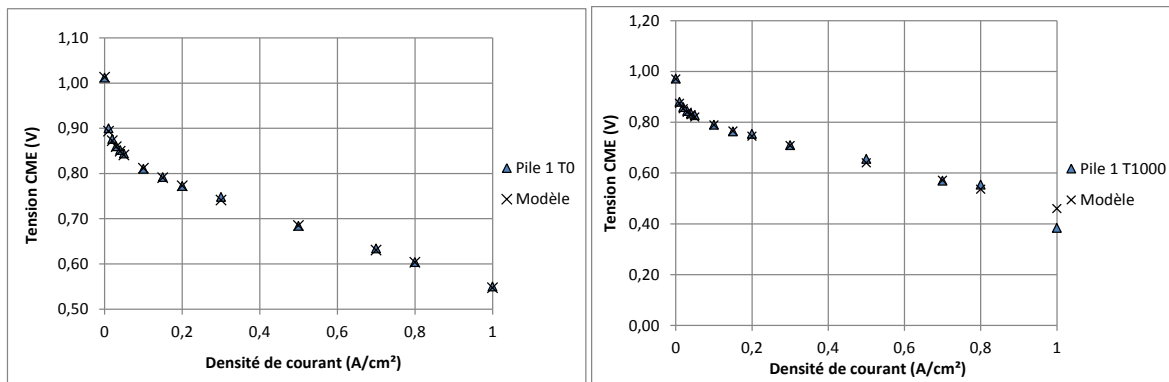 1,10
1,00
0,90
0,80
0,70
0,60
0,50
Tension CME (V)
0 0,2 0,4 0,6 0,8 1
Densité de courant (A/cm²)
Pile 1 T0
Modèle
1,20
1,00
0,80
0,60
0,40
0,20
0,00
Tension CME (V)
0 0,2 0,4 0,6 0,8 1
Densité de courant (A/cm²)
Pile 1 T1000
Modèle